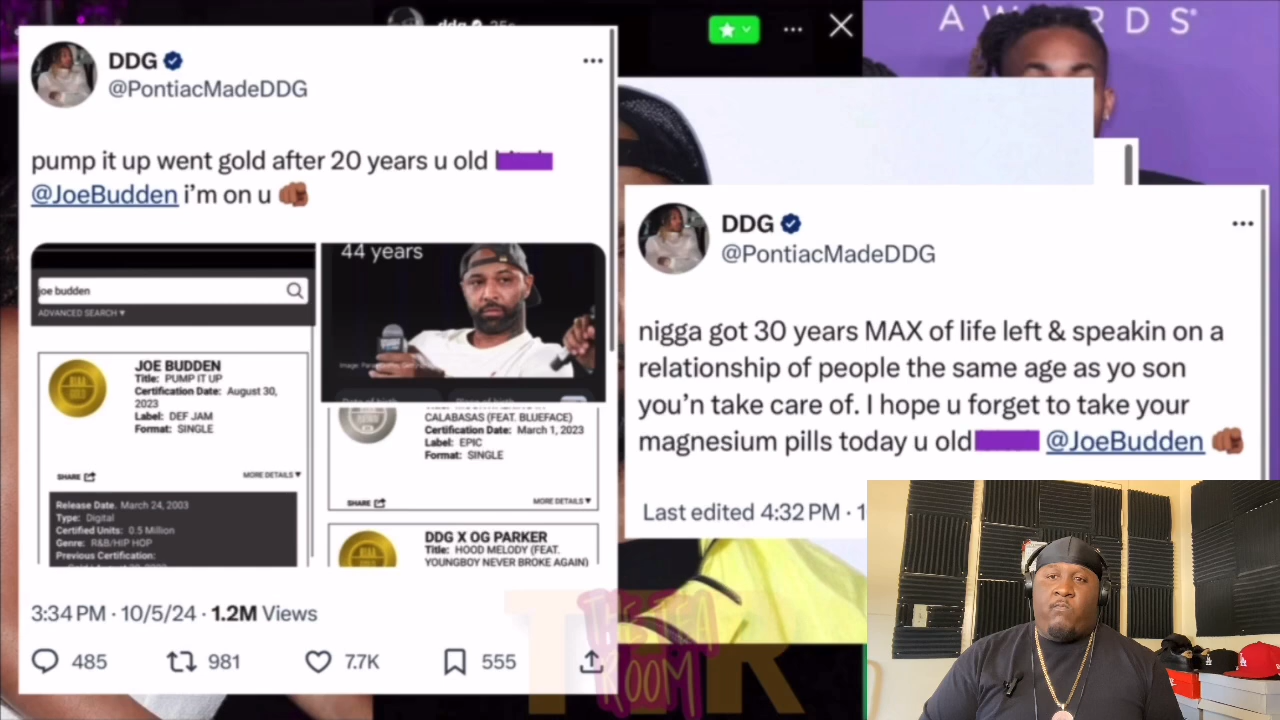 AWARDS
ddg 25s
DDG
@PontiacMadeDDG
pump it up went gold after 20 years u old
@JoeBudden i'm on u
joe budden
ADVANCED SEARCH
JOE BUDDEN
Title: PUMP IT UP
Certification Date: August 30,
2023
Label: DEF JAM
Format: SINGLE
SHARE
MORE DETAILS
Release Date: March 24, 2003
Type: Digital
Certified Units: 0.5 Million
Genre: R&B/HIP HOP
Previous Certification:
44 years
CALABASAS (FEAT. BLUEFACE)
Certification Date: March 1, 2023
Label: EPIC
Format: SINGLE
SHARE
MORE DETAILS
DDG X OG PARKER
Title: HOOD MELODY (FEAT.
YOUNGBOY NEVER BROKE AGAIN)
3:34 PM · 10/5/24 · 1.2M Views
485
981
7.7K
555
DDG
@PontiacMadeDDG
nigga got 30 years MAX of life left & speakin on a
relationship of people the same age as yo son
you'n take care of. I hope u forget to take your
magnesium pills today u old @JoeBudden
Last edited 4:32 PM · 1
THE TEA
ROOM